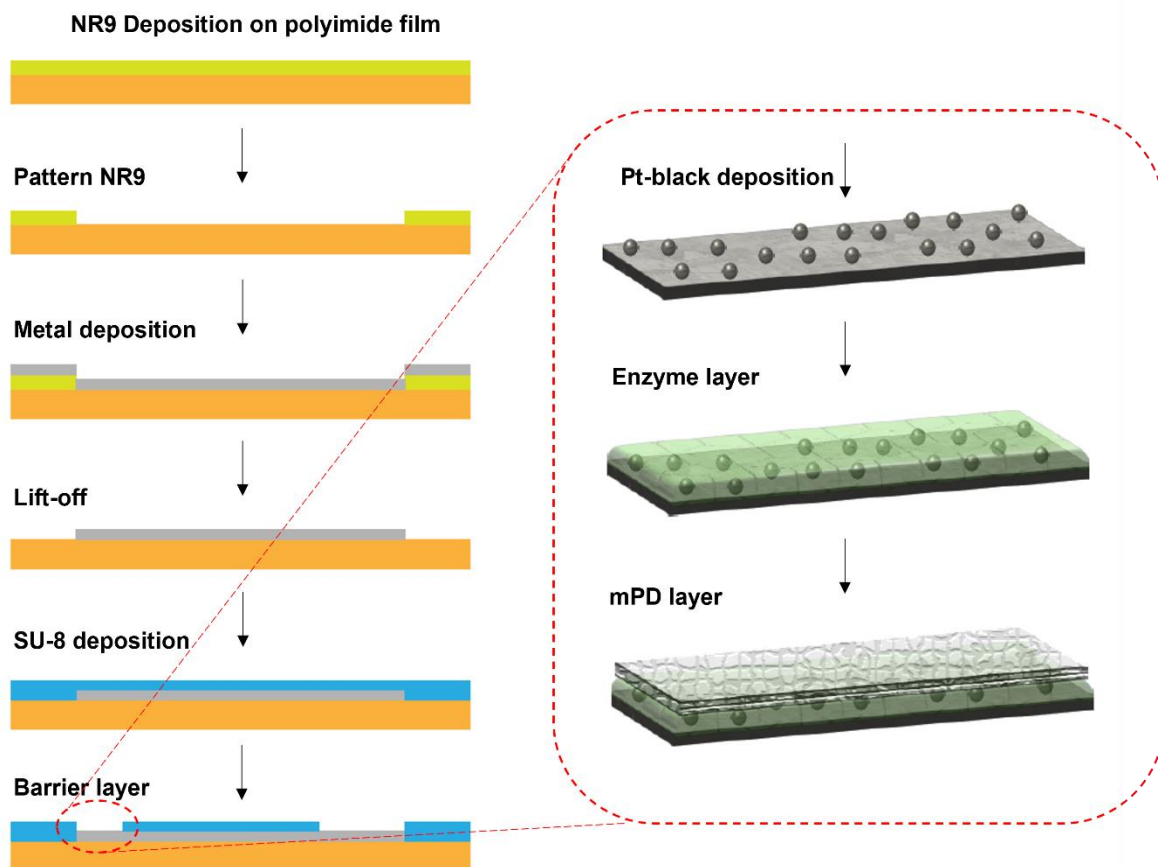 NR9 Deposition on polyimide film
Pattern NR9
Metal deposition
Lift-off
SU-8 deposition
Barrier layer
Pt-black deposition
Enzyme layer
mPD layer